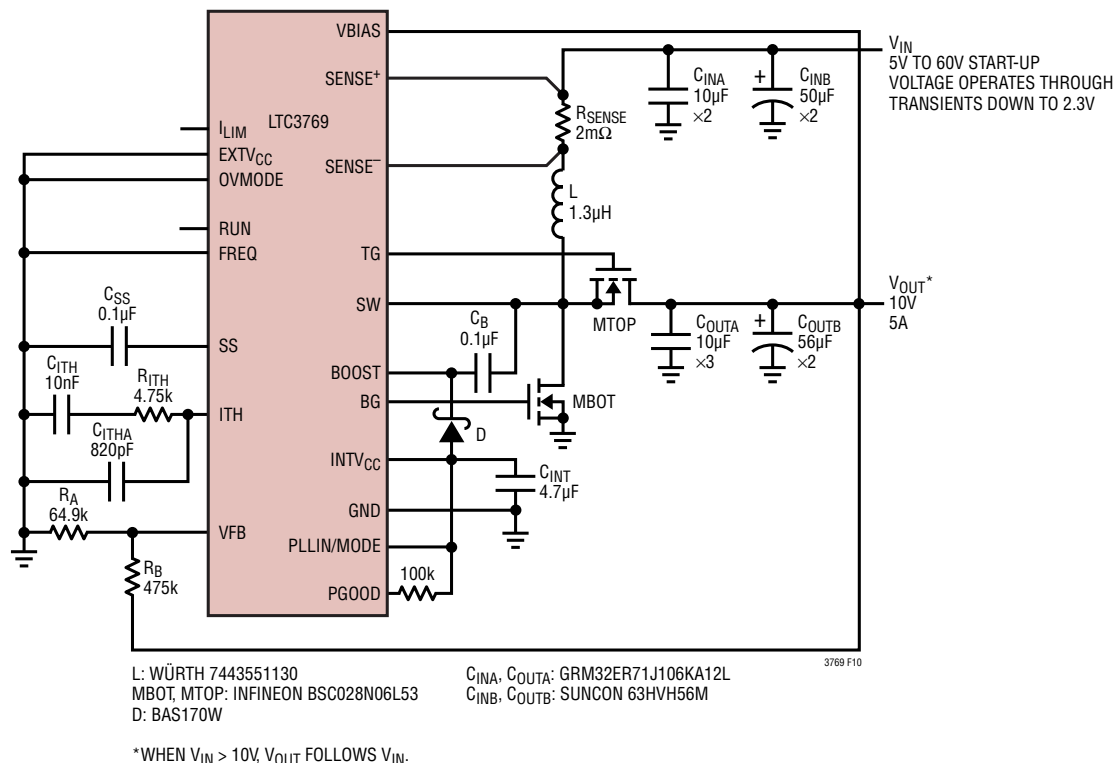 VBIAS
SENSE+
LTC3769
ILIM
EXTVCC
SENSE−
OVMODE
RUN
FREQ
TG
SW
SS
BOOST
BG
ITH
INTVCC
GND
VFB
PLLIN/MODE
PGOOD
VIN
5V TO 60V START-UP
VOLTAGE OPERATES THROUGH
TRANSIENTS DOWN TO 2.3V
CINA
10µF
×2
+
CINB
50µF
×2
RSENSE
2mΩ
L
1.3µH
MTOP
VOUT*
10V
5A
COUTA
10µF
×3
+
COUTB
56µF
×2
CB
0.1µF
MBOT
D
CINT
4.7µF
100k
CSS
0.1µF
CITH
10nF
RITH
4.75k
CITHA
820pF
RA
64.9k
RB
475k
3769 F10
L: WÜRTH 7443551130
MBOT, MTOP: INFINEON BSC028N06L53
D: BAS170W
CINA, COUTA: GRM32ER71J106KA12L
CINB, COUTB: SUNCON 63HVH56M
*WHEN VIN > 10V, VOUT FOLLOWS VIN.